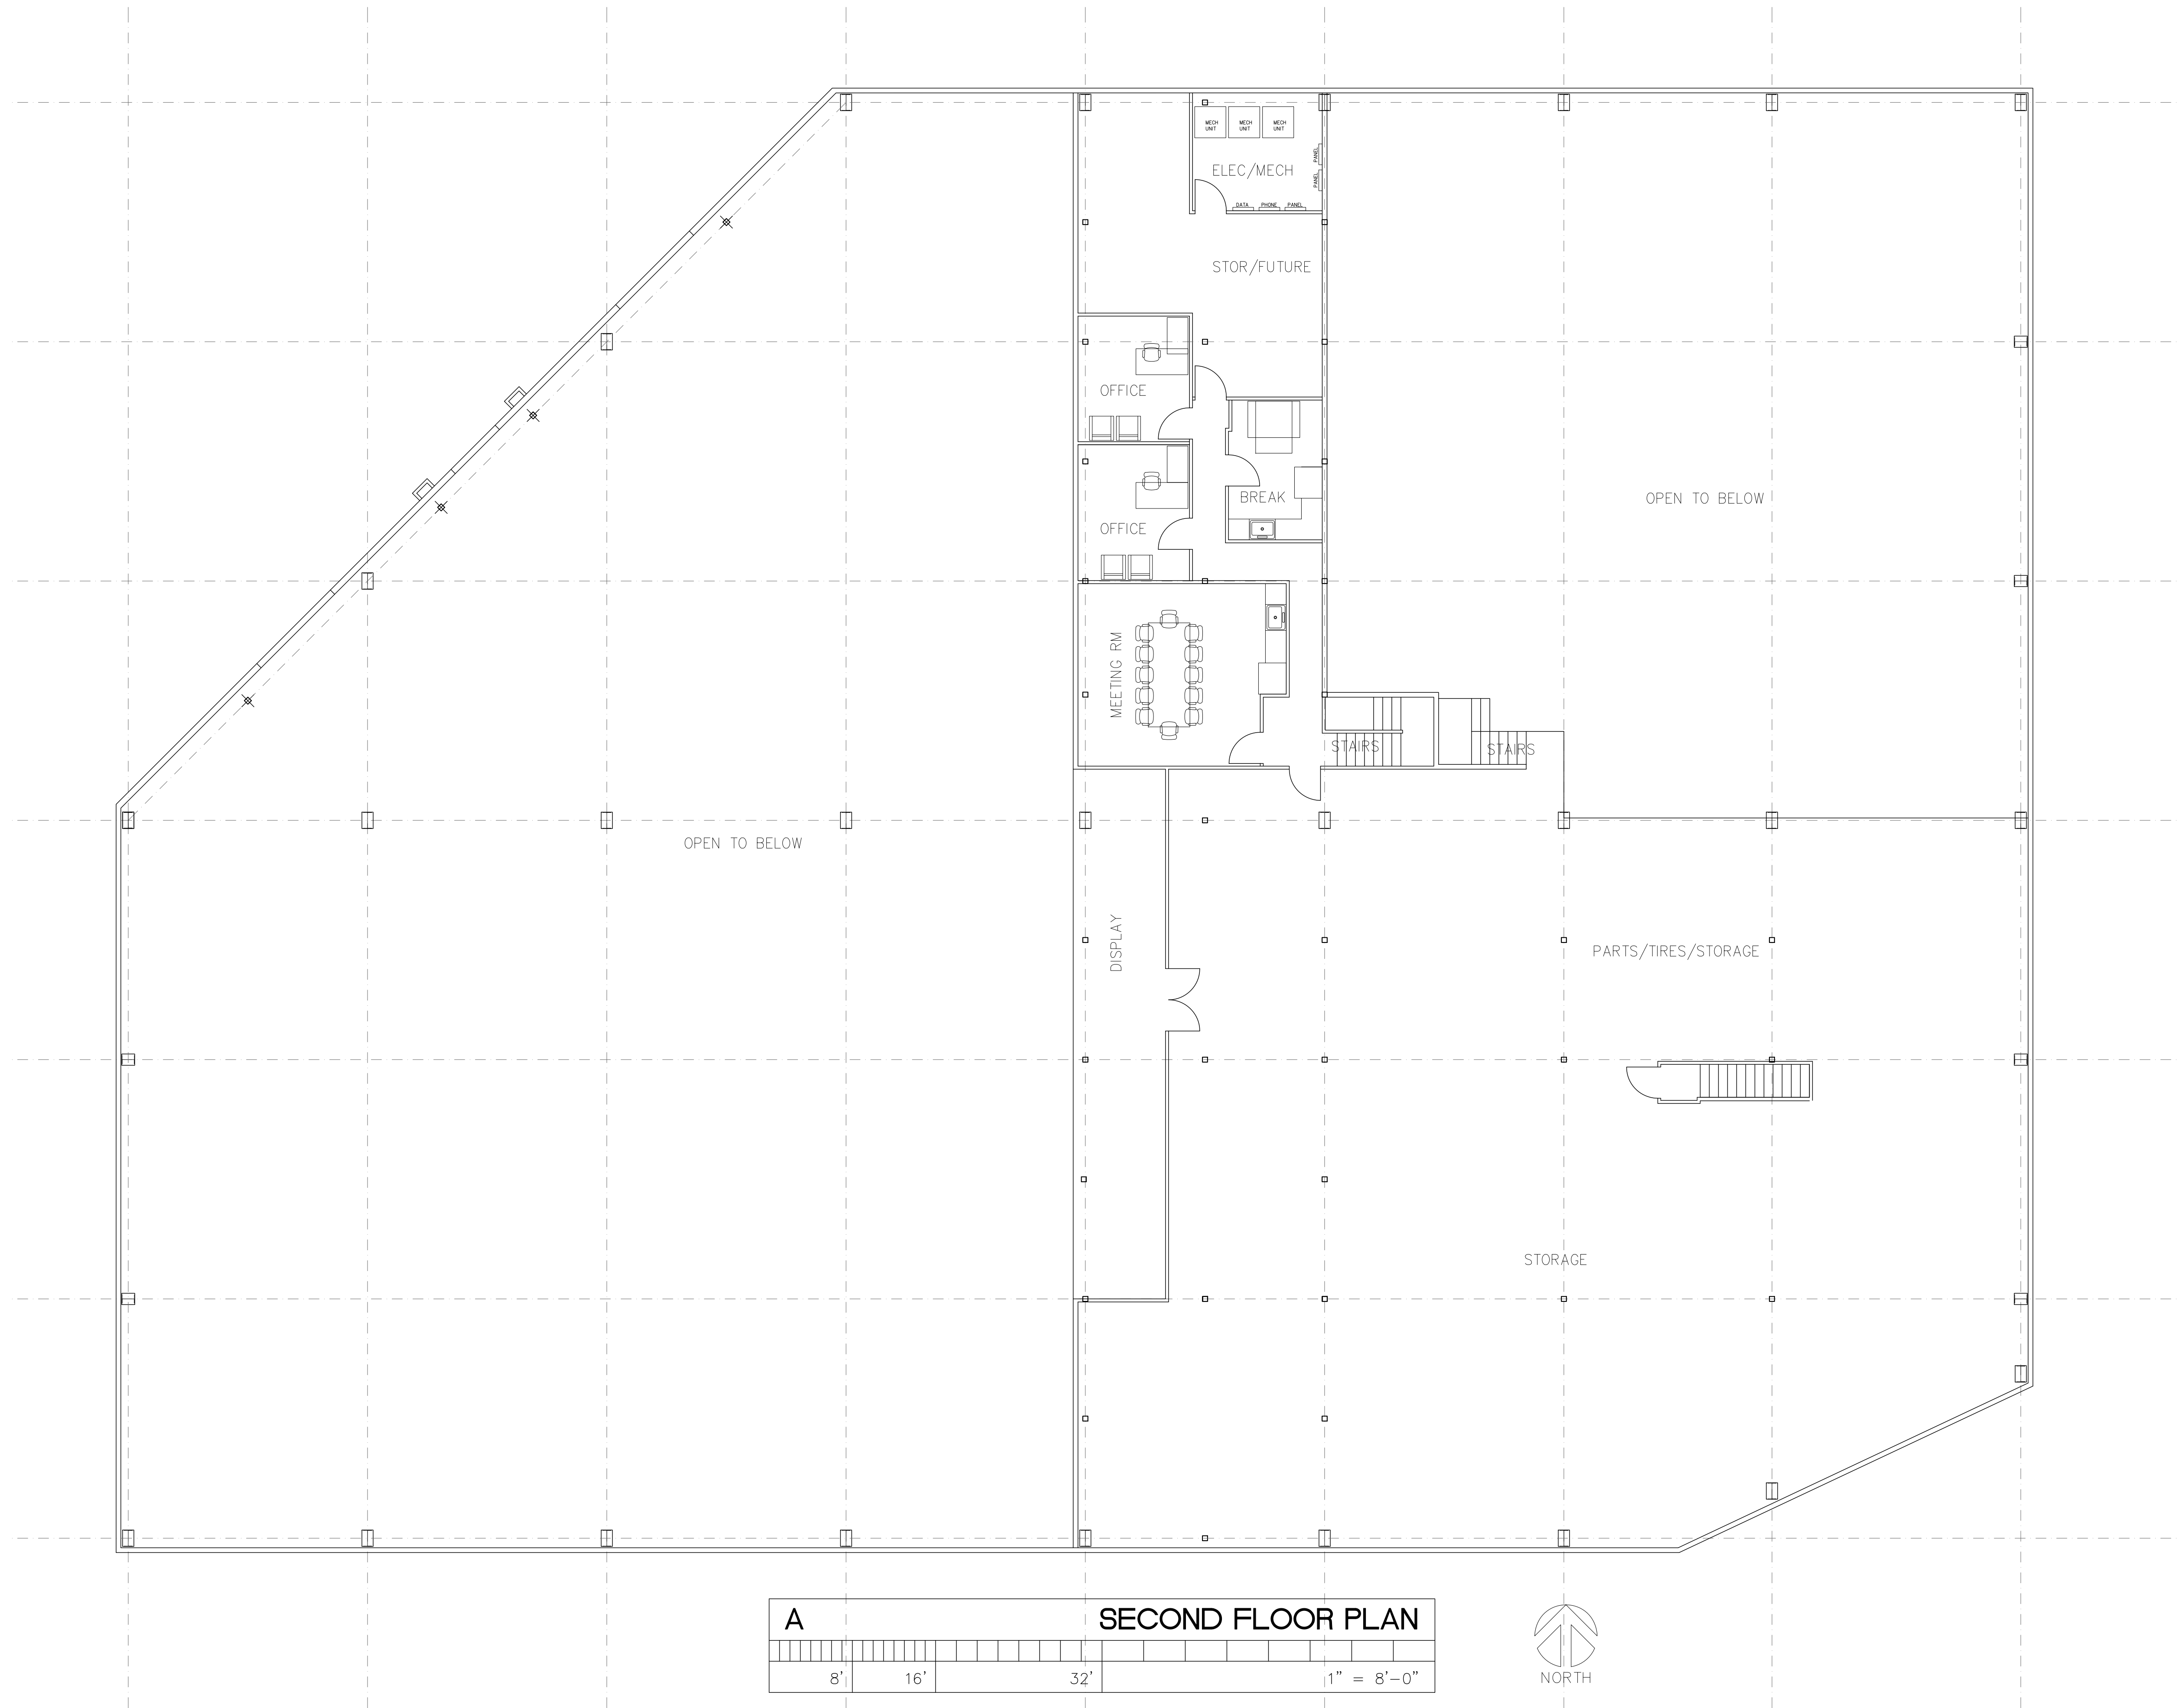 MECH
UNIT
MECH
UNIT
MECH
UNIT
PANEL
ELEC/MECH
PANEL
DATA
PHONE
PANEL
STOR/FUTURE
OFFICE
BREAK
OPEN TO BELOW
OFFICE
MEETING RM
STAIRS
STAIRS
OPEN TO BELOW
DISPLAY
PARTS/TIRES/STORAGE
STORAGE
A
SECOND FLOOR PLAN
8'
16'
32'
1" = 8'-0"
NORTH